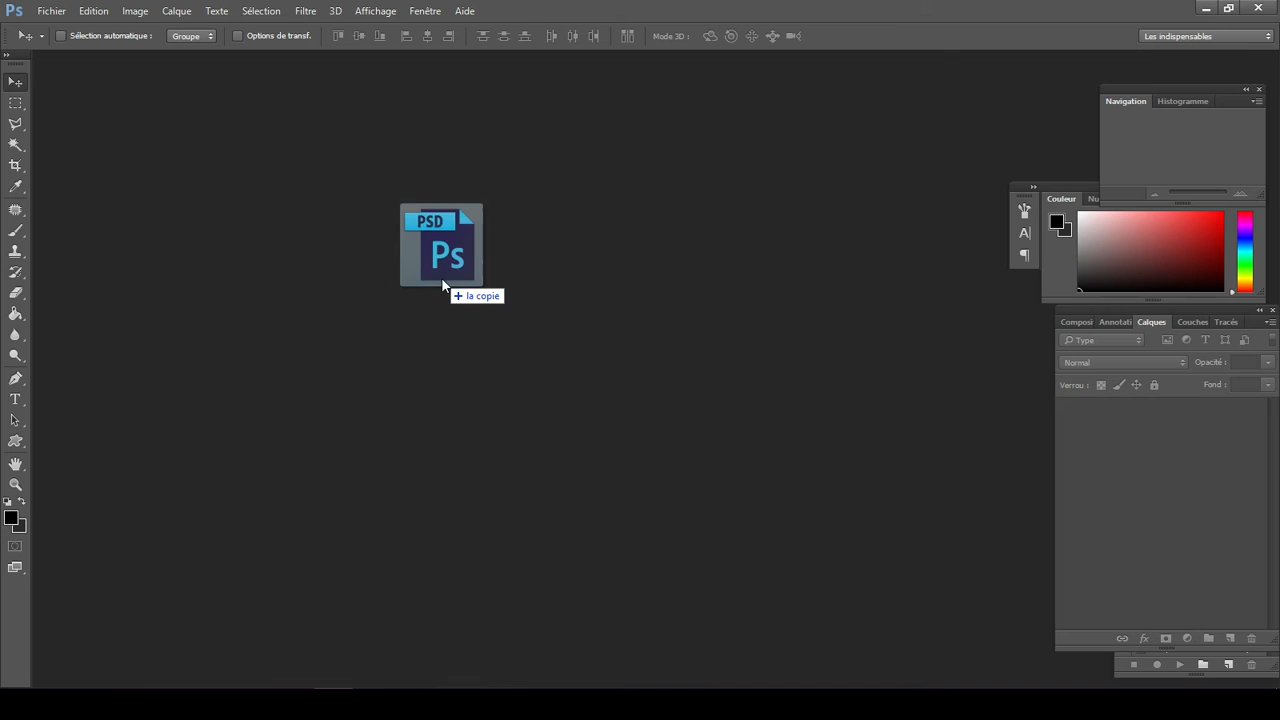 Ps Fichier Edition Image Calque Texte Sélection Filtre 3D Affichage Fenêtre Aide
Sélection automatique : Groupe Options de transf. Mode 3D : Les indispensables
Navigation Histogramme
Couleur Nu
PSD
Ps
+ la copie
A
Composi Annotati Calques Couches Tracés
Type
Normal Opacité :
Verrou : Fond :
T
fx